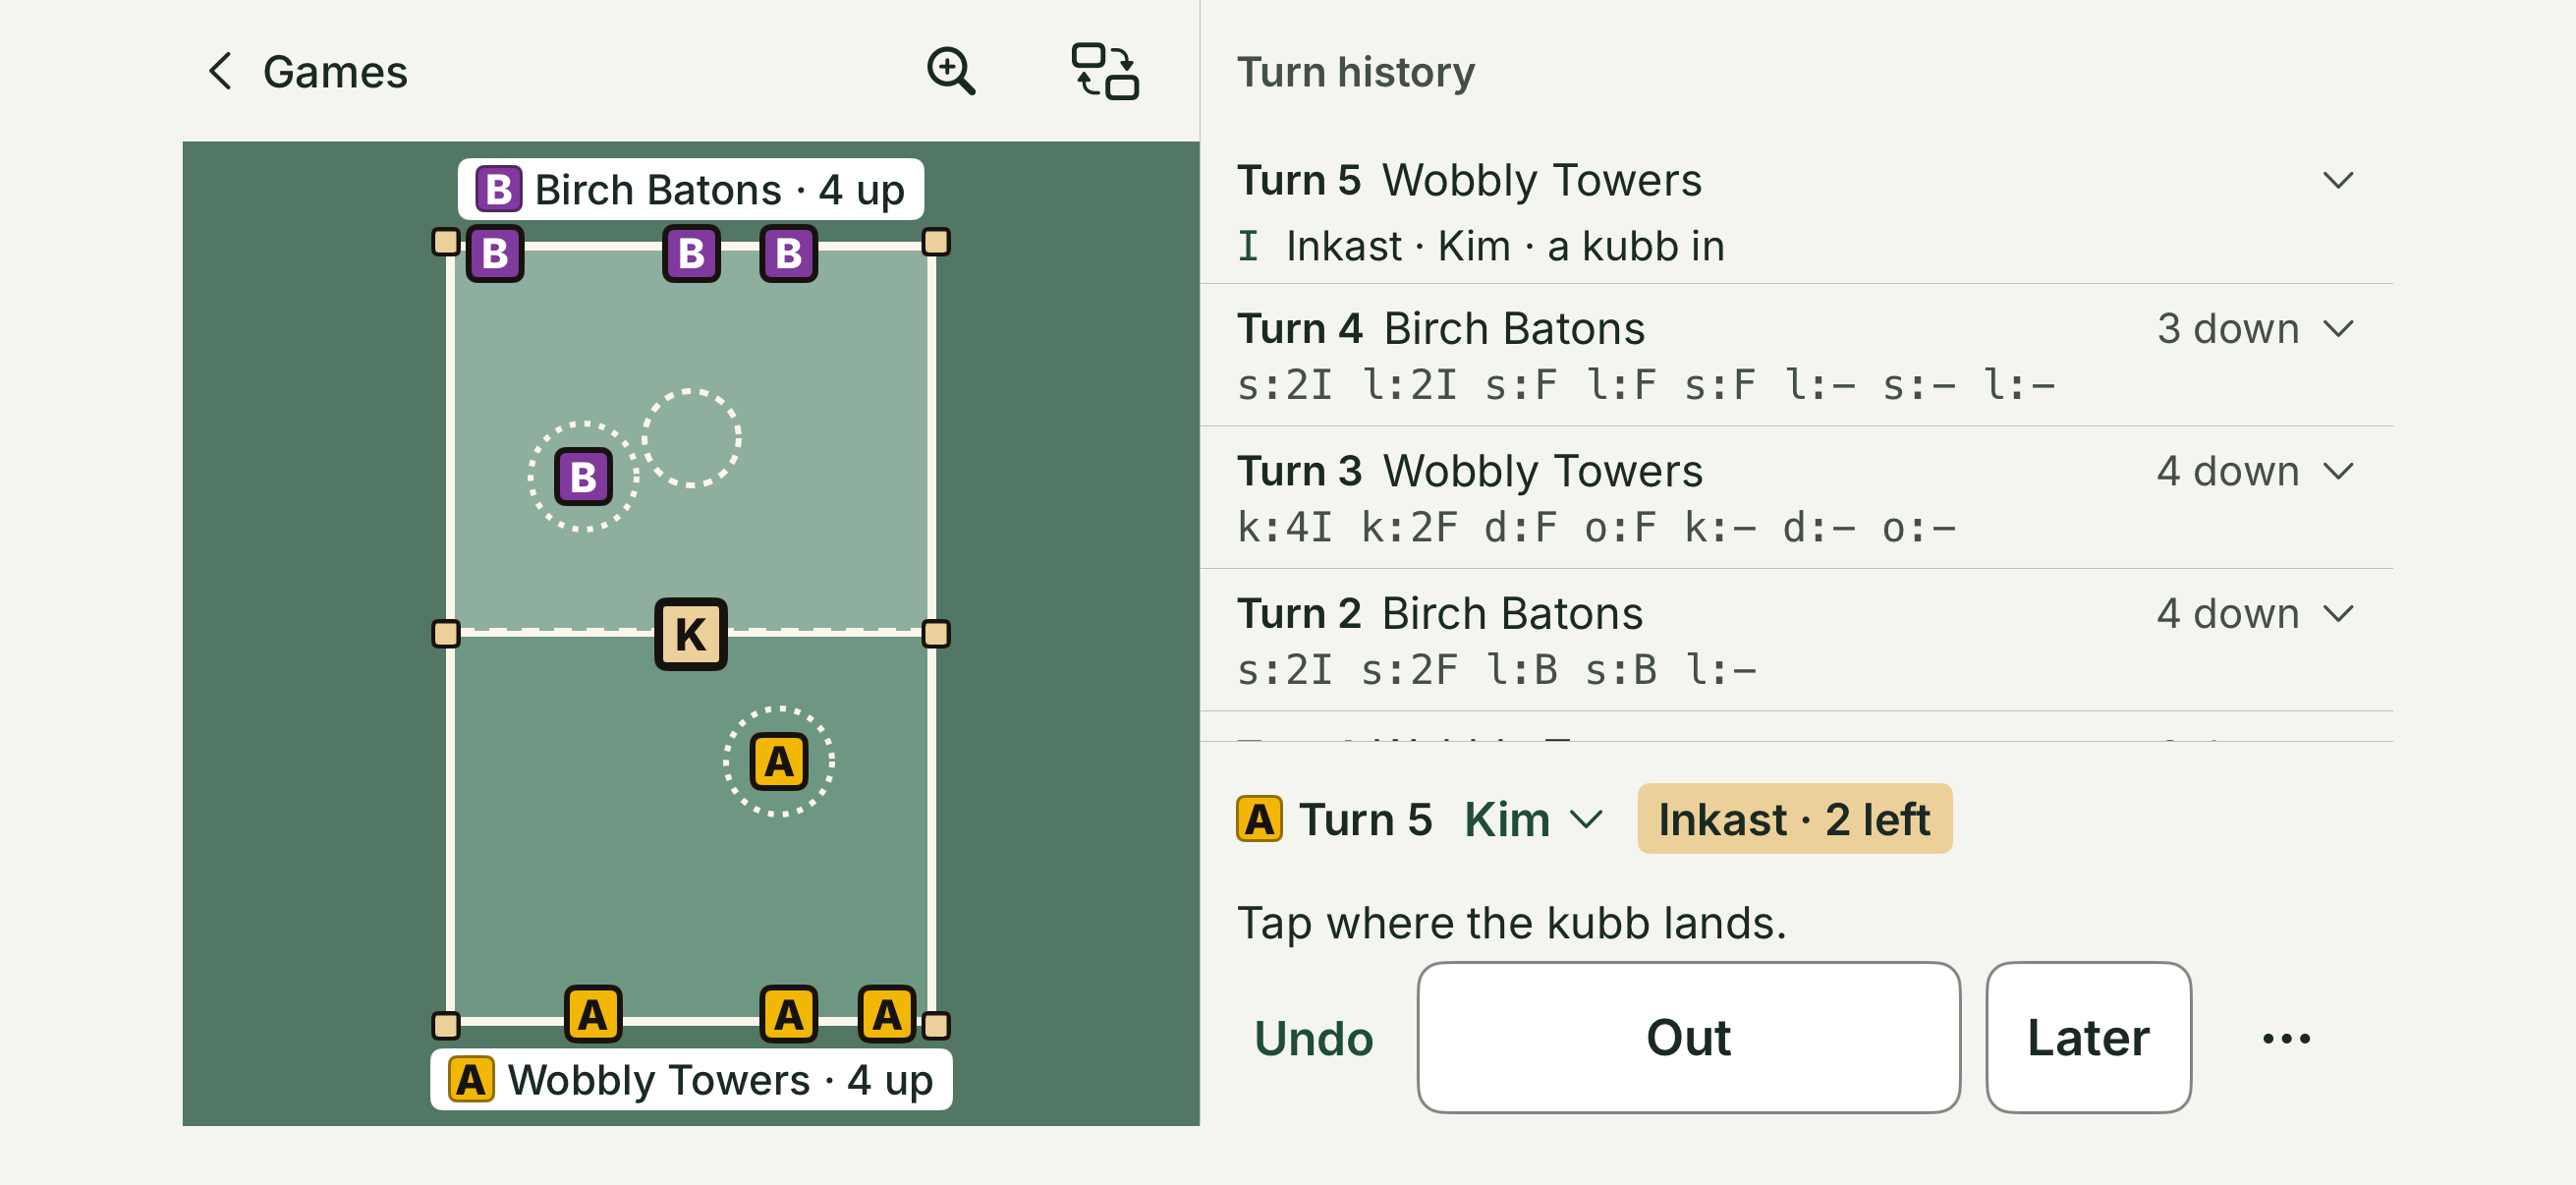 Games
B Birch Batons · 4 up
B B B
B
K
A
A A A
A Wobbly Towers · 4 up
Turn history
Turn 5 Wobbly Towers
I Inkast · Kim · a kubb in
Turn 4 Birch Batons 3 down
s:2I l:2I s:F l:F s:F l:– s:– l:–
Turn 3 Wobbly Towers 4 down
k:4I k:2F d:F o:F k:– d:– o:–
Turn 2 Birch Batons 4 down
s:2I s:2F l:B s:B l:–
A Turn 5 Kim Inkast · 2 left
Tap where the kubb lands.
Undo Out Later